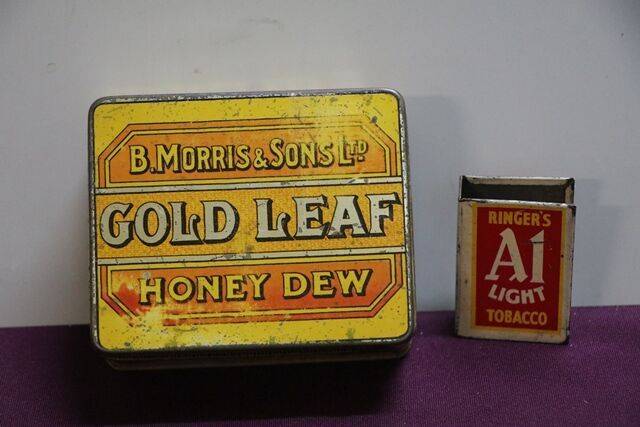 B. MORRIS & SONS LTD
GOLD LEAF
HONEY DEW
RINGER'S
A1
LIGHT
TOBACCO